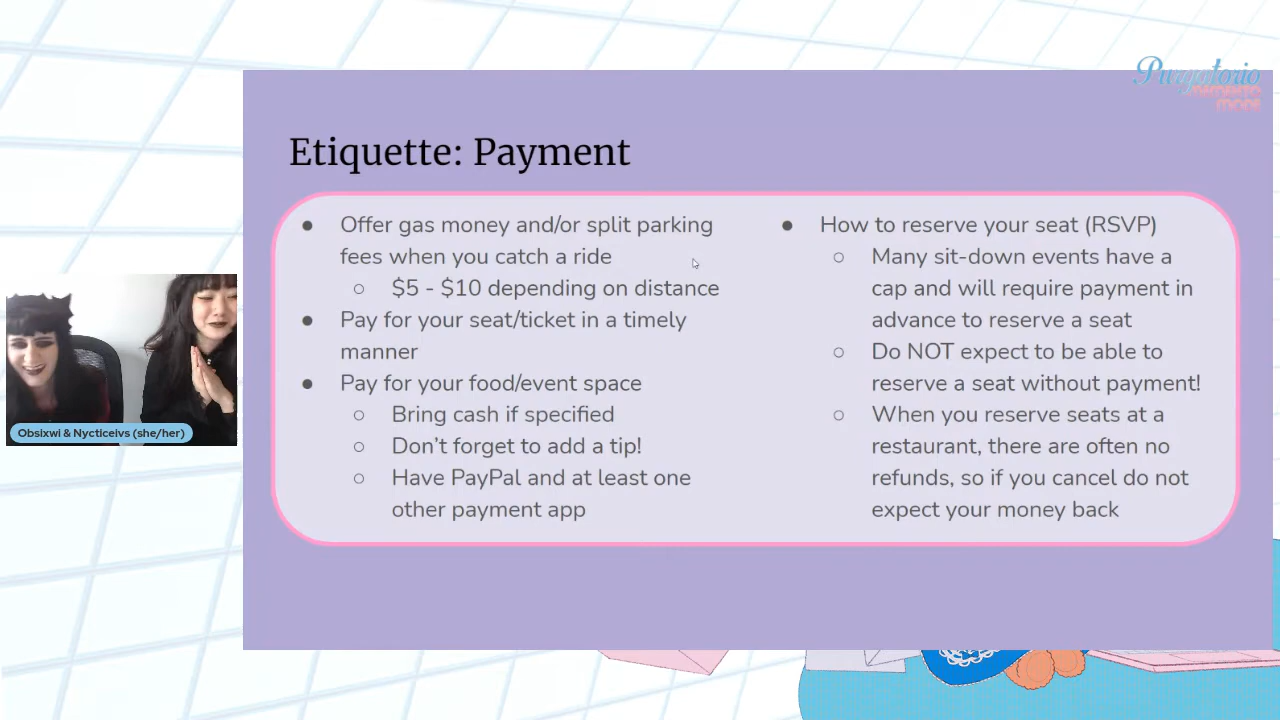 Purgatorio
MEMENTO
MORI
Etiquette: Payment
● Offer gas money and/or split parking
fees when you catch a ride
○ $5 - $10 depending on distance
● Pay for your seat/ticket in a timely
manner
● Pay for your food/event space
○ Bring cash if specified
○ Don’t forget to add a tip!
○ Have PayPal and at least one
other payment app
● How to reserve your seat (RSVP)
○ Many sit-down events have a
cap and will require payment in
advance to reserve a seat
○ Do NOT expect to be able to
reserve a seat without payment!
○ When you reserve seats at a
restaurant, there are often no
refunds, so if you cancel do not
expect your money back
Obsixwi & Nycticeivs (she/her)